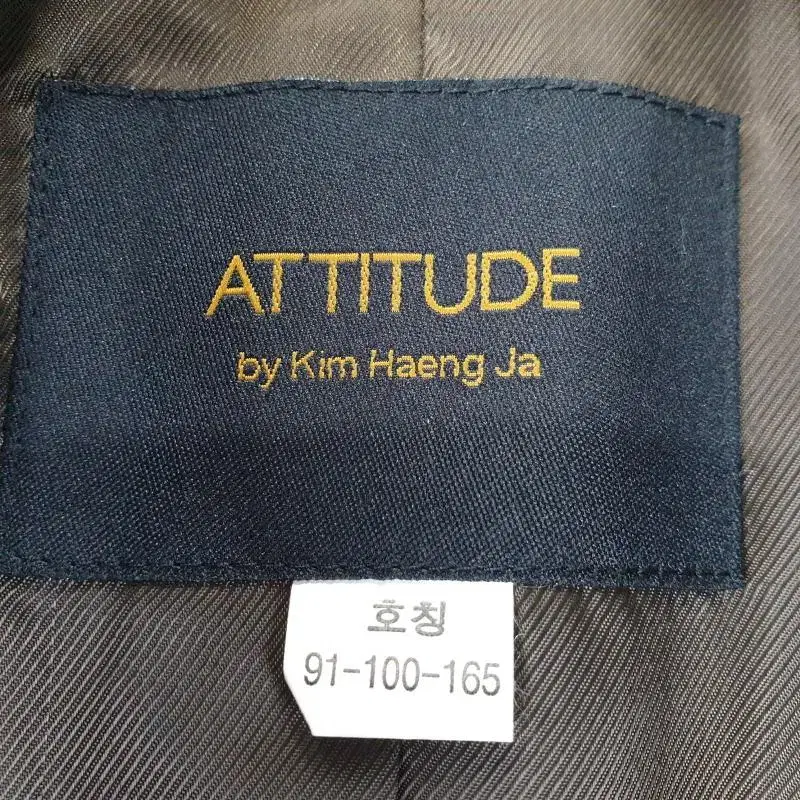 ATTITUDE
by Kim Haeng Ja
호칭
91-100-165